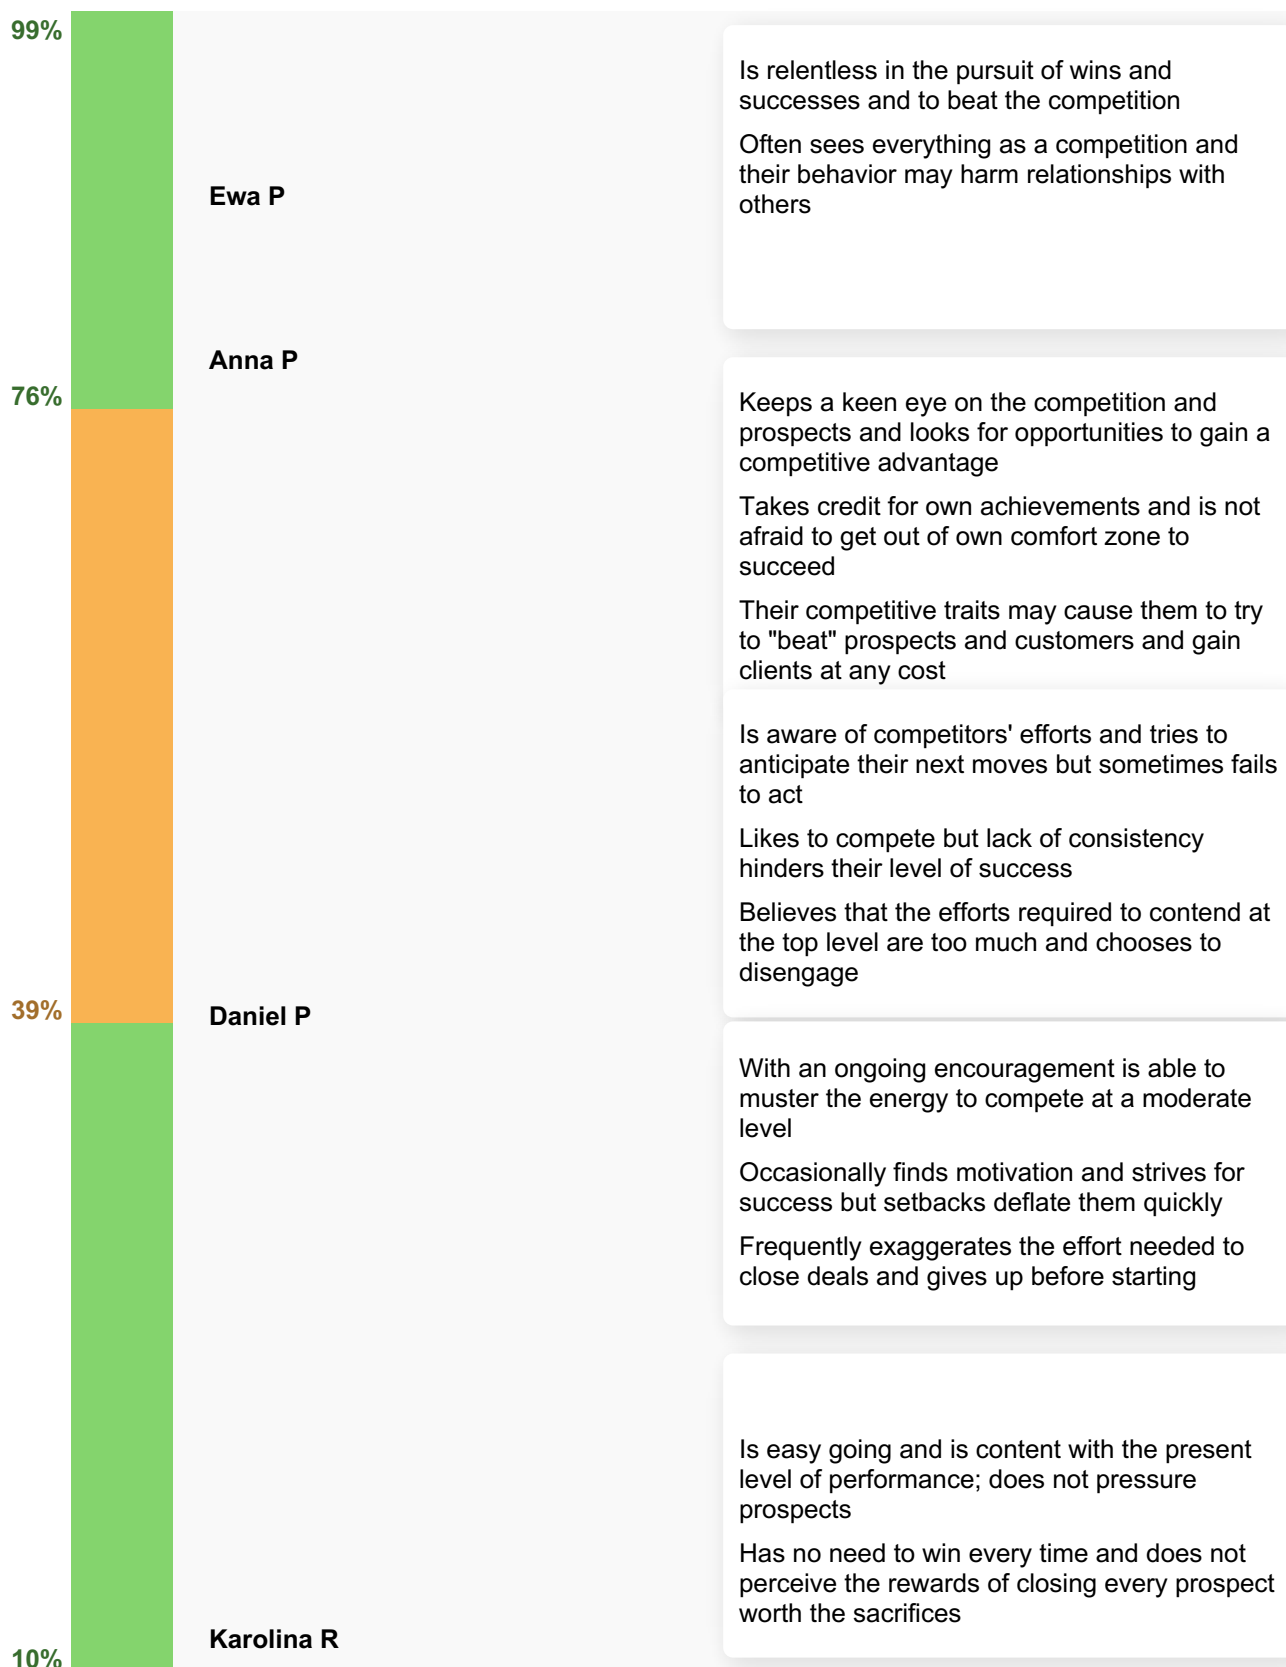 99%
Is relentless in the pursuit of wins and
successes and to beat the competition
Often sees everything as a competition and
their behavior may harm relationships with
others
Ewa P
Anna P
76%
Keeps a keen eye on the competition and
prospects and looks for opportunities to gain a
competitive advantage
Takes credit for own achievements and is not
afraid to get out of own comfort zone to
succeed
Their competitive traits may cause them to try
to "beat" prospects and customers and gain
clients at any cost
Is aware of competitors' efforts and tries to
anticipate their next moves but sometimes fails
to act
Likes to compete but lack of consistency
hinders their level of success
Believes that the efforts required to contend at
the top level are too much and chooses to
disengage
39%
Daniel P
With an ongoing encouragement is able to
muster the energy to compete at a moderate
level
Occasionally finds motivation and strives for
success but setbacks deflate them quickly
Frequently exaggerates the effort needed to
close deals and gives up before starting
Is easy going and is content with the present
level of performance; does not pressure
prospects
Has no need to win every time and does not
perceive the rewards of closing every prospect
worth the sacrifices
Karolina R
10%